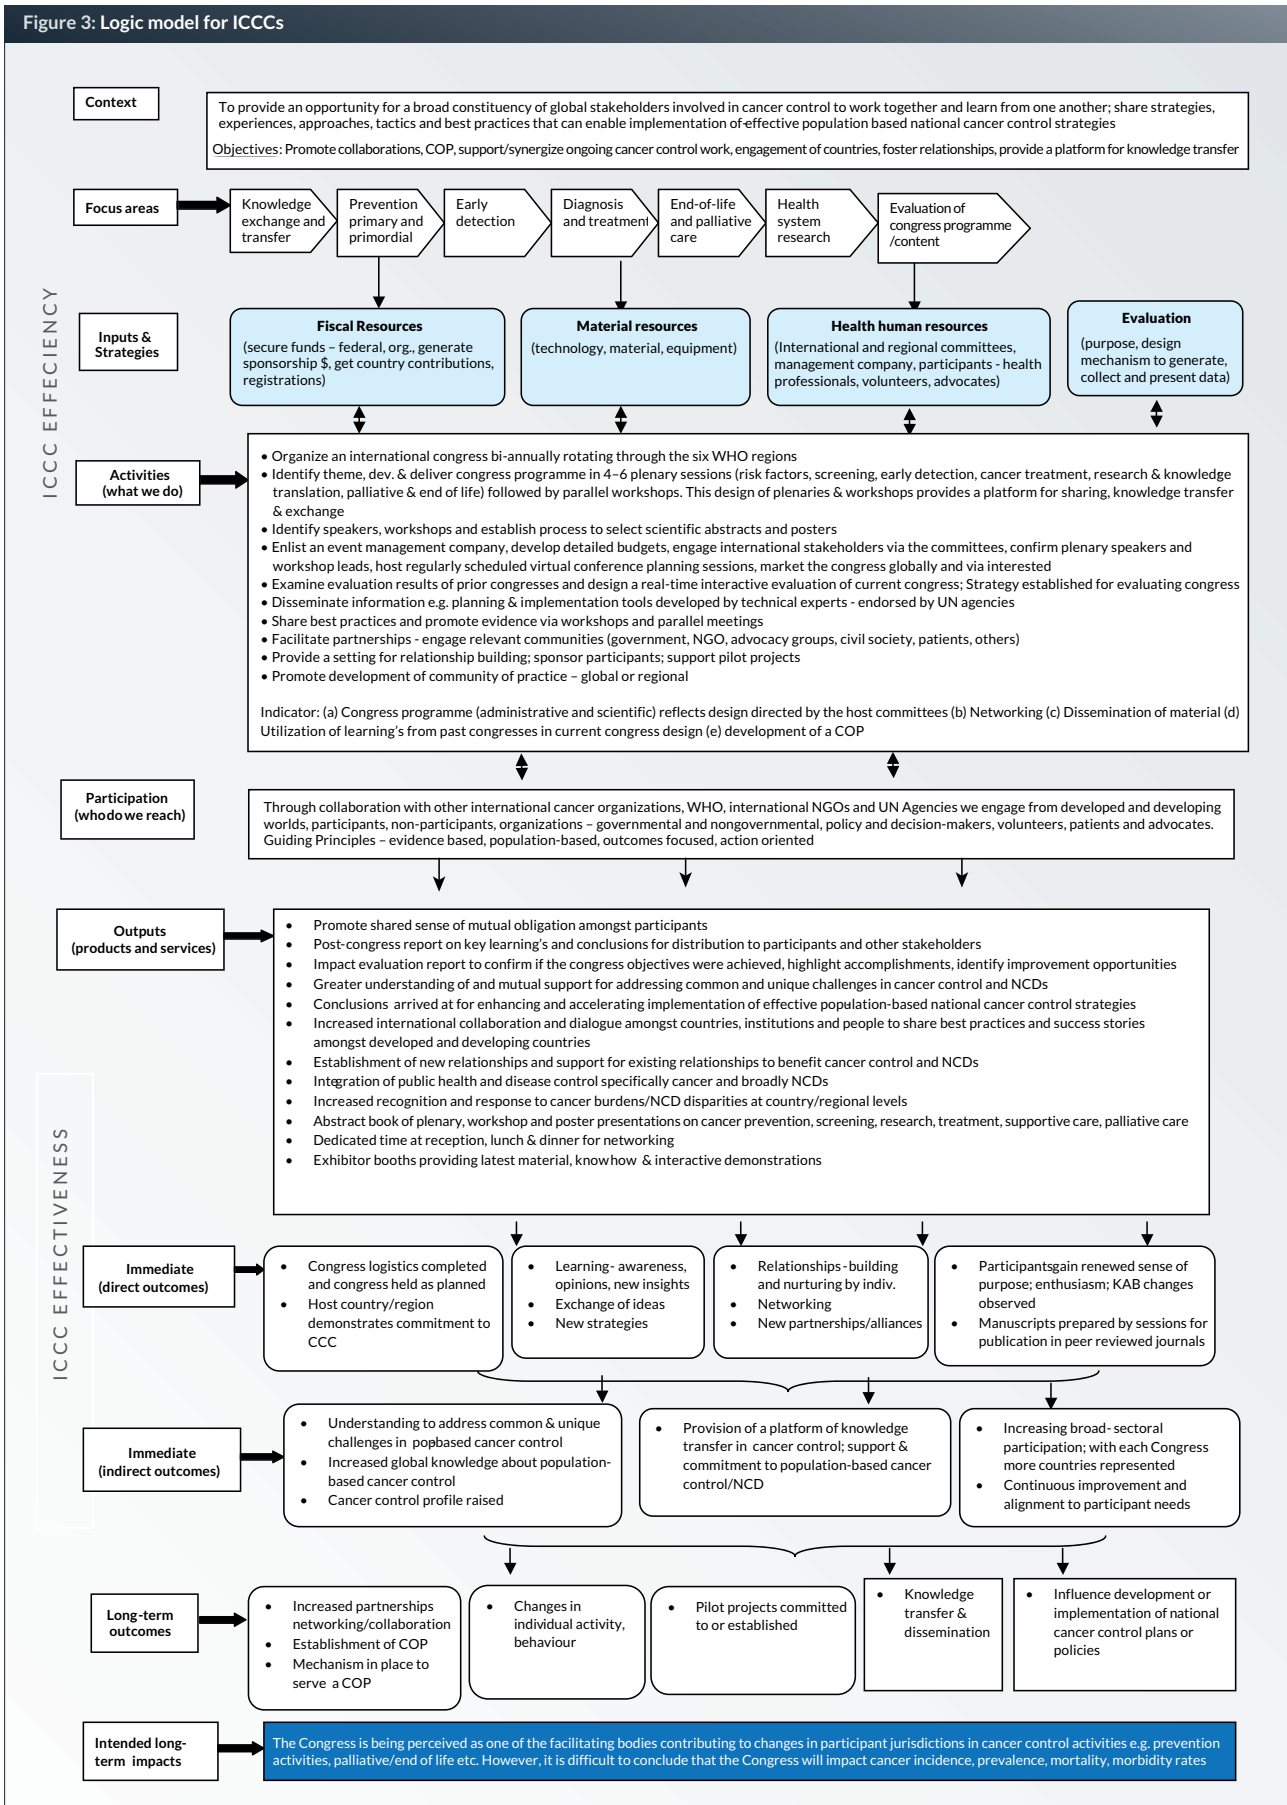 Figure 3: Logic model for ICCCs
Context
To provide an opportunity for a broad constituency of global stakeholders involved in cancer control to work together and learn from one another; share strategies,
experiences, approaches, tactics and best practices that can enable implementation of effective population based national cancer control strategies
Objectives: Promote collaborations, COP, support/synergize ongoing cancer control work, engagement of countries, foster relationships, provide a platform for knowledge transfer
Focus areas
Knowledge
exchange and
transfer
Prevention
primary and
primordial
Early
detection
Diagnosis
and treatment
End-of-life
and palliative
care
Health
system
research
Evaluation of
congress programme
/content
ICCC EFFECIENCY
Inputs &
Strategies
Fiscal Resources
(secure funds – federal, org., generate
sponsorship $, get country contributions,
registrations)
Material resources
(technology, material, equipment)
Health human resources
(International and regional committees,
management company, participants - health
professionals, volunteers, advocates)
Evaluation
(purpose, design
mechanism to generate,
collect and present data)
Activities
(what we do)
• Organize an international congress bi-annually rotating through the six WHO regions
• Identify theme, dev. & deliver congress programme in 4–6 plenary sessions (risk factors, screening, early detection, cancer treatment, research & knowledge
translation, palliative & end of life) followed by parallel workshops. This design of plenaries & workshops provides a platform for sharing, knowledge transfer
& exchange
• Identify speakers, workshops and establish process to select scientific abstracts and posters
• Enlist an event management company, develop detailed budgets, engage international stakeholders via the committees, confirm plenary speakers and
workshop leads, host regularly scheduled virtual conference planning sessions, market the congress globally and via interested
• Examine evaluation results of prior congresses and design a real-time interactive evaluation of current congress; Strategy established for evaluating congress
• Disseminate information e.g. planning & implementation tools developed by technical experts - endorsed by UN agencies
• Share best practices and promote evidence via workshops and parallel meetings
• Facilitate partnerships - engage relevant communities (government, NGO, advocacy groups, civil society, patients, others)
• Provide a setting for relationship building; sponsor participants; support pilot projects
• Promote development of community of practice – global or regional
Indicator: (a) Congress programme (administrative and scientific) reflects design directed by the host committees (b) Networking (c) Dissemination of material (d)
Utilization of learning's from past congresses in current congress design (e) development of a COP
Participation
(who do we reach)
Through collaboration with other international cancer organizations, WHO, international NGOs and UN Agencies we engage from developed and developing
worlds, participants, non-participants, organizations – governmental and nongovernmental, policy and decision-makers, volunteers, patients and advocates.
Guiding Principles – evidence based, population-based, outcomes focused, action oriented
Outputs
(products and services)
• Promote shared sense of mutual obligation amongst participants
• Post-congress report on key learning's and conclusions for distribution to participants and other stakeholders
• Impact evaluation report to confirm if the congress objectives were achieved, highlight accomplishments, identify improvement opportunities
• Greater understanding of and mutual support for addressing common and unique challenges in cancer control and NCDs
• Conclusions arrived at for enhancing and accelerating implementation of effective population-based national cancer control strategies
• Increased international collaboration and dialogue amongst countries, institutions and people to share best practices and success stories
amongst developed and developing countries
• Establishment of new relationships and support for existing relationships to benefit cancer control and NCDs
• Integration of public health and disease control specifically cancer and broadly NCDs
• Increased recognition and response to cancer burdens/NCD disparities at country/regional levels
• Abstract book of plenary, workshop and poster presentations on cancer prevention, screening, research, treatment, supportive care, palliative care
• Dedicated time at reception, lunch & dinner for networking
• Exhibitor booths providing latest material, knowhow & interactive demonstrations
ICCC EFFECTIVENESS
Immediate
(direct outcomes)
• Congress logistics completed
and congress held as planned
• Host country/region
demonstrates commitment to
CCC
• Learning- awareness,
opinions, new insights
• Exchange of ideas
• New strategies
• Relationships -building
and nurturing by indiv.
• Networking
• New partnerships/alliances
• Participantsgain renewed sense of
purpose; enthusiasm; KAB changes
observed
• Manuscripts prepared by sessions for
publication in peer reviewed journals
Immediate
(indirect outcomes)
• Understanding to address common & unique
challenges in popbased cancer control
• Increased global knowledge about population-
based cancer control
• Cancer control profile raised
• Provision of a platform of knowledge
transfer in cancer control; support &
commitment to population-based cancer
control/NCD
• Increasing broad- sectoral
participation; with each Congress
more countries represented
• Continuous improvement and
alignment to participant needs
Long-term
outcomes
• Increased partnerships
networking/collaboration
• Establishment of COP
• Mechanism in place to
serve a COP
• Changes in
individual activity,
behaviour
• Pilot projects committed
to or established
• Knowledge
transfer &
dissemination
• Influence development or
implementation of national
cancer control plans or
policies
Intended long-
term impacts
The Congress is being perceived as one of the facilitating bodies contributing to changes in participant jurisdictions in cancer control activities e.g. prevention
activities, palliative/end of life etc. However, it is difficult to conclude that the Congress will impact cancer incidence, prevalence, mortality, morbidity rates